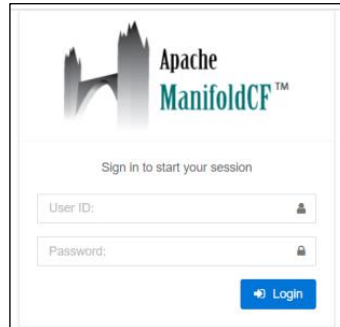 Apache
ManifoldCF™
Sign in to start your session
User ID:
Password:
Login